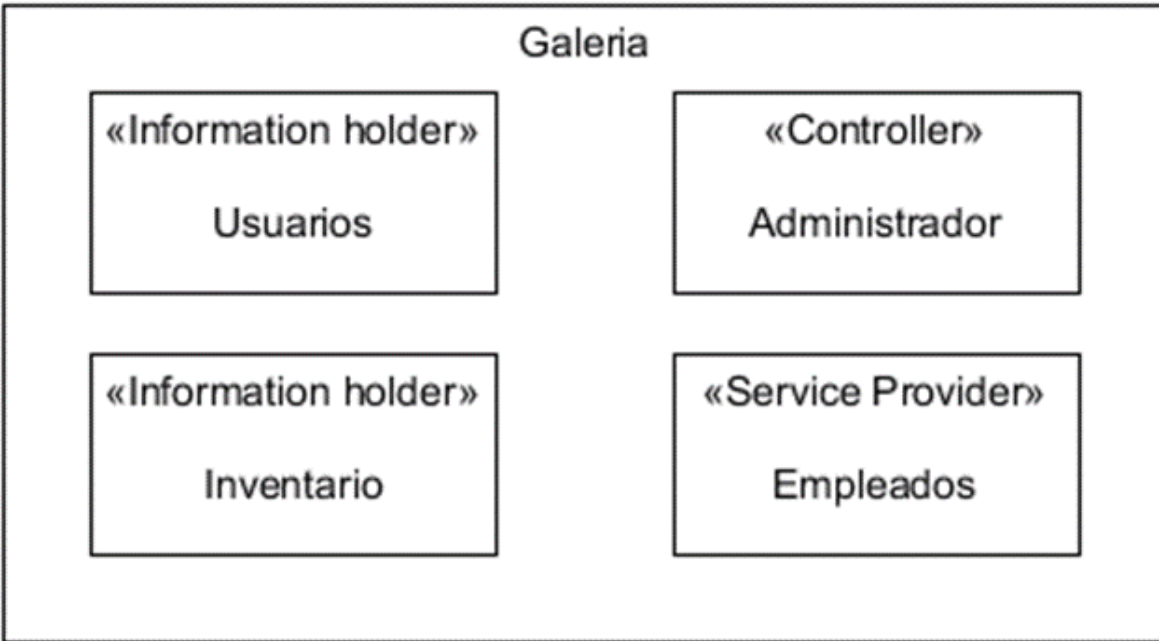 Galeria
«Information holder»
Usuarios
«Controller»
Administrador
«Information holder»
Inventario
«Service Provider»
Empleados